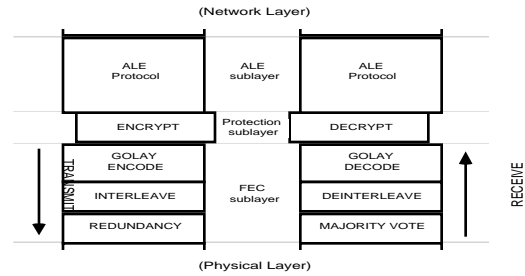 (Network Layer)
ALE
Protocol
ALE
sublayer
ALE
Protocol
ENCRYPT
Protection
sublayer
DECRYPT
TRANSMIT
GOLAY
ENCODE
GOLAY
DECODE
RECEIVE
INTERLEAVE
FEC
sublayer
DEINTERLEAVE
REDUNDANCY
MAJORITY VOTE
(Physical Layer)